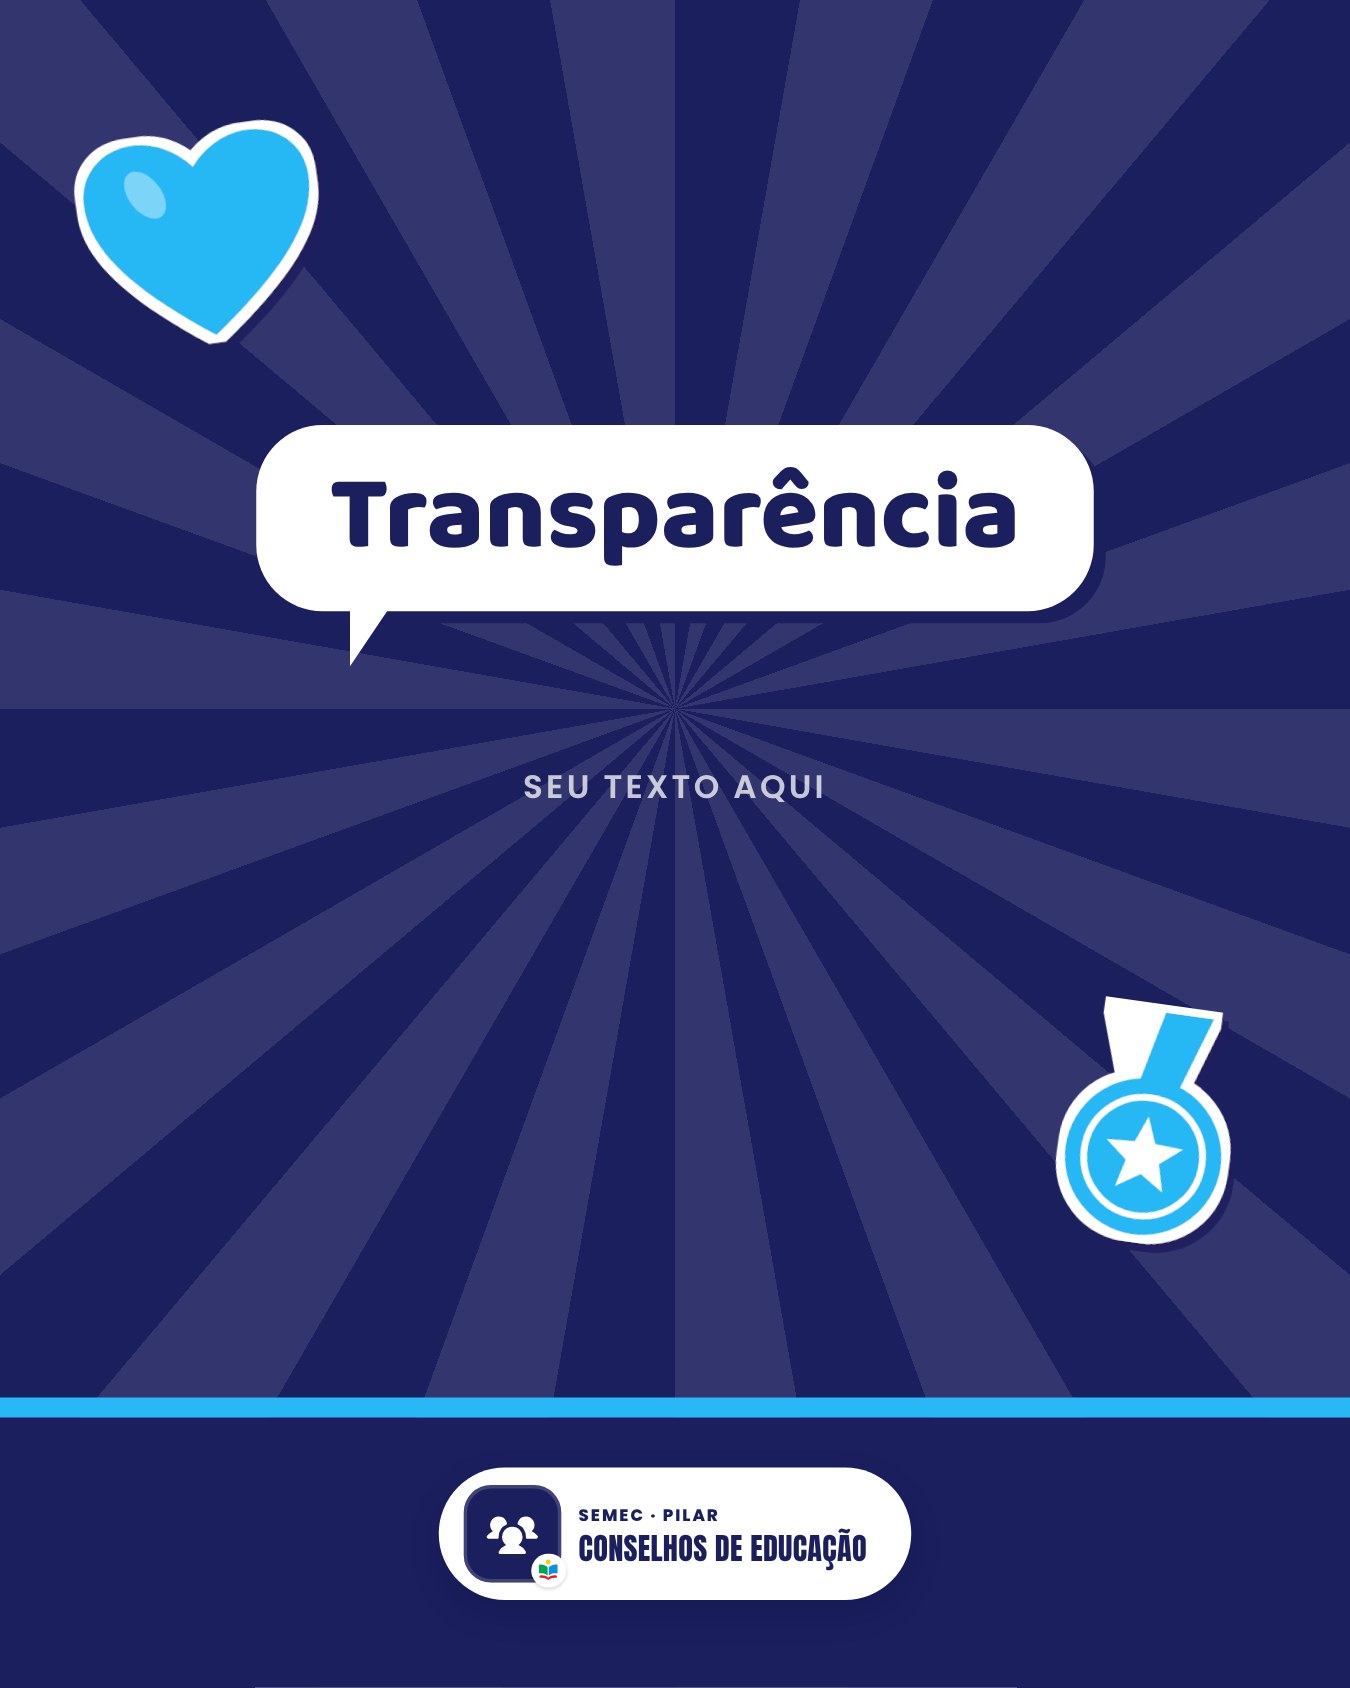 Transparência
SEU TEXTO AQUI
SEMEC · PILAR
CONSELHOS DE EDUCAÇÃO